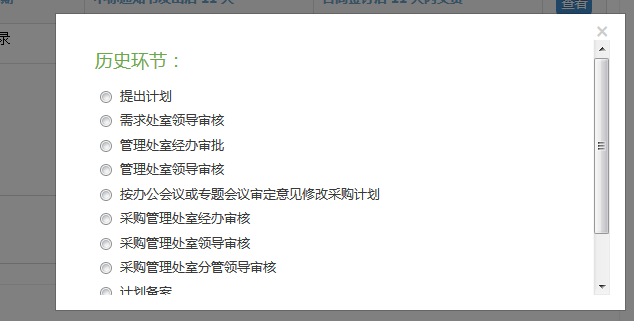 查看
录
历史环节：
提出计划
需求处室领导审核
管理处室经办审批
管理处室领导审核
按办公会议或专题会议审定意见修改采购计划
采购管理处室经办审核
采购管理处室领导审核
采购管理处室分管领导审核
计划备案